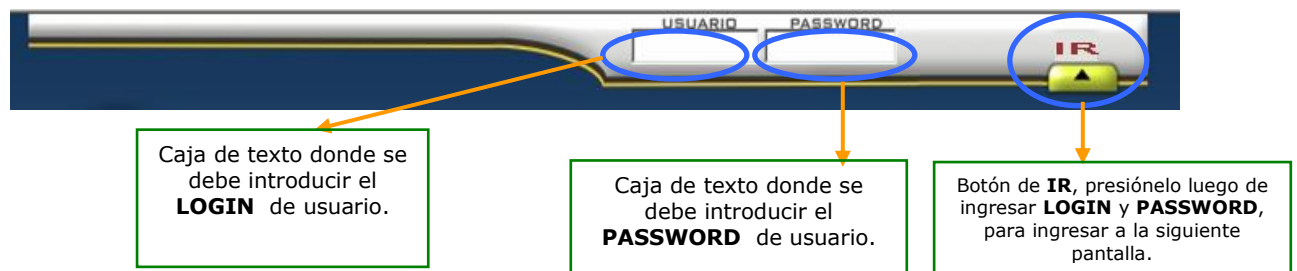 USUARIO PASSWORD
IR
Caja de texto donde se
debe introducir el
LOGIN de usuario.
Caja de texto donde se
debe introducir el
PASSWORD de usuario.
Botón de IR, presiónelo luego de
ingresar LOGIN y PASSWORD,
para ingresar a la siguiente
pantalla.